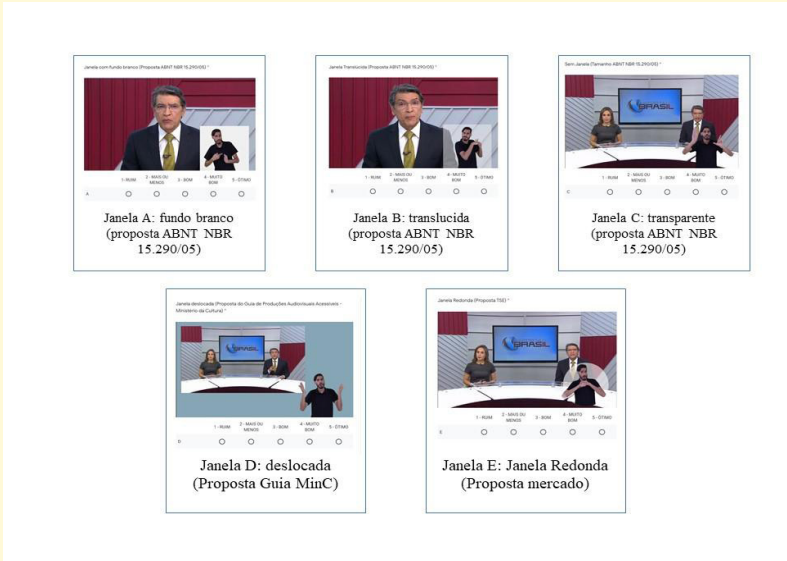 Janela com fundo branco (Proposta ABNT NBR 15.290/05) *
1 - RUIM
2 - MAIS OU MENOS
3 - BOM
4 - MUITO BOM
5 - ÓTIMO
A
Janela A: fundo branco
(proposta ABNT NBR
15.290/05)
Janela Translucida (Proposta ABNT NBR 15.290/05) *
1 - RUIM
2 - MAIS OU MENOS
3 - BOM
4 - MUITO BOM
5 - ÓTIMO
B
Janela B: translucida
(proposta ABNT NBR
15.290/05)
Sem Janela (Tamanho ABNT NBR 15.290/05) *
BRASIL
1 - RUIM
2 - MAIS OU MENOS
3 - BOM
4 - MUITO BOM
5 - ÓTIMO
C
Janela C: transparente
(proposta ABNT NBR
15.290/05)
Janela deslocada (Proposta do Guia de Produções Audiovisuais Acessíveis -
Ministério da Cultura) *
BRASIL
1 - RUIM
2 - MAIS OU MENOS
3 - BOM
4 - MUITO BOM
5 - ÓTIMO
D
Janela D: deslocada
(Proposta Guia MinC)
Janela Redonda (Proposta TSE) *
BRASIL
1 - RUIM
2 - MAIS OU MENOS
3 - BOM
4 - MUITO BOM
5 - ÓTIMO
E
Janela E: Janela Redonda
(Proposta mercado)